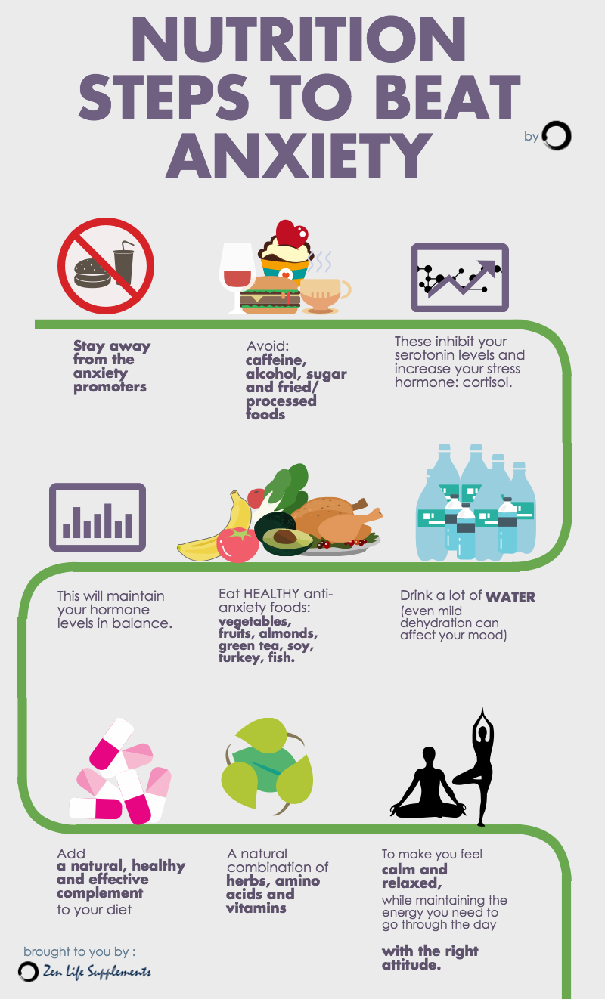 NUTRITION
STEPS TO BEAT
ANXIETY
by
Stay away
from the
anxiety
promoters
Avoid:
caffeine,
alcohol, sugar
and fried/
processed
foods
These inhibit your
serotonin levels and
increase your stress
hormone: cortisol.
This will maintain
your hormone
levels in balance.
Eat HEALTHY anti-
anxiety foods:
vegetables,
fruits, almonds,
green tea, soy,
turkey, fish.
Drink a lot of WATER
(even mild
dehydration can
affect your mood)
Add
a natural, healthy
and effective
complement
to your diet
A natural
combination of
herbs, amino
acids and
vitamins
To make you feel
calm and
relaxed,
while maintaining the
energy you need to
go through the day
with the right
attitude.
brought to you by :
Zen Life Supplements